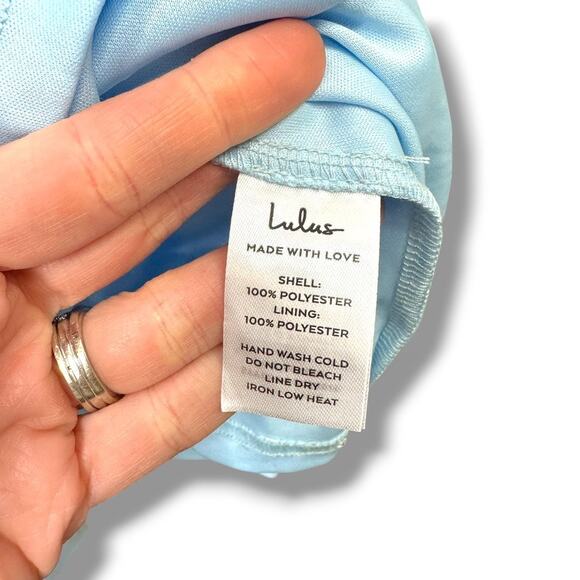 Lulus
MADE WITH LOVE
SHELL:
100% POLYESTER
LINING:
100% POLYESTER
HAND WASH COLD
DO NOT BLEACH
LINE DRY
IRON LOW HEAT